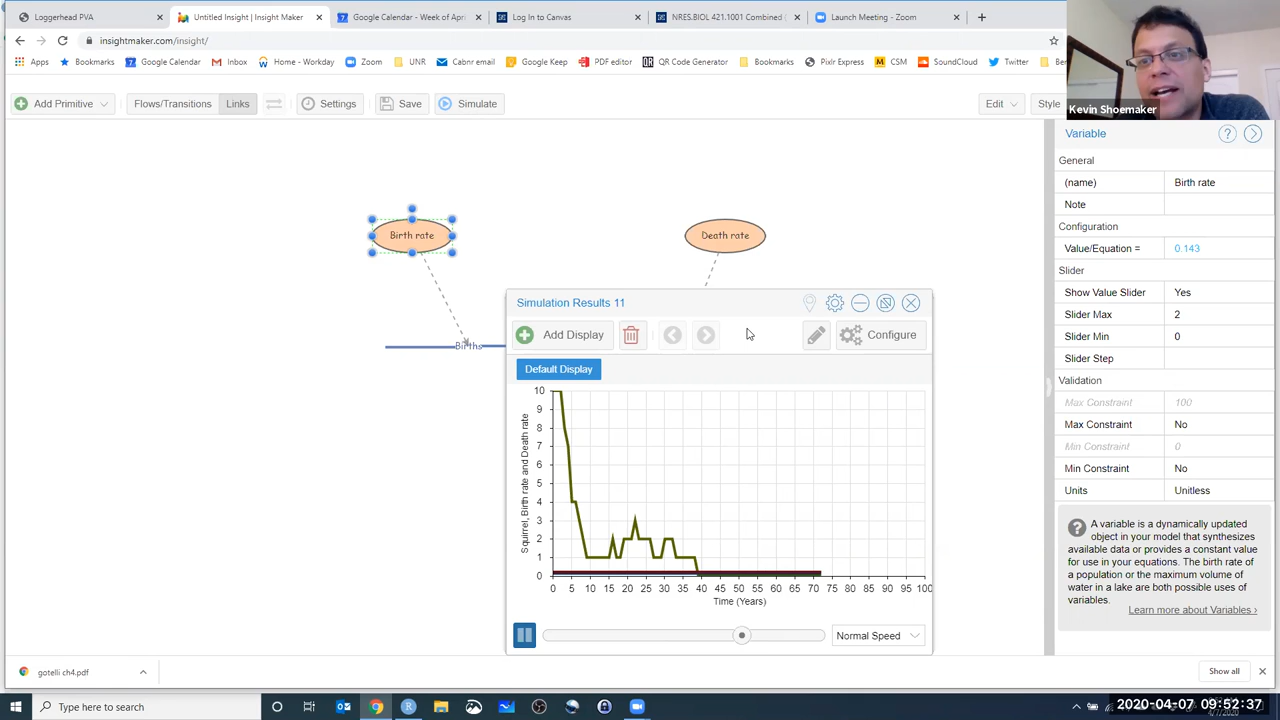 Loggerhead PVA
Untitled Insight | Insight Maker
Google Calendar - Week of Apri
Log In to Canvas
NRES.BIOL 421.1001 Combined (
Launch Meeting - Zoom
insightmaker.com/insight/
Apps
Bookmarks
Google Calendar
Inbox
Home - Workday
Zoom
UNR
Cabnr email
Google Keep
PDF editor
QR Code Generator
Bookmarks
Pixlr Express
CSM
SoundCloud
Twitter
Ber
Kevin Shoemaker
Add Primitive
Flows/Transitions
Links
Settings
Save
Simulate
Edit
Style
Birth rate
Death rate
Births
Simulation Results 11
Add Display
Configure
Default Display
Squirrel, Birth rate and Death rate
10
9
8
7
6
5
4
3
2
1
0
0 5 10 15 20 25 30 35 40 45 50 55 60 65 70 75 80 85 90 95 100
Time (Years)
Normal Speed
Variable
General
(name) Birth rate
Note
Configuration
Value/Equation = 0.143
Slider
Show Value Slider Yes
Slider Max 2
Slider Min 0
Slider Step
Validation
Max Constraint 100
Max Constraint No
Min Constraint 0
Min Constraint No
Units Unitless
A variable is a dynamically updated
object in your model that synthesizes
available data or provides a constant value
for use in your equations. The birth rate of
a population or the maximum volume of
water in a lake are both possible uses of
variables.
Learn more about Variables ›
gotelli ch4.pdf
Show all
Type here to search
2020-04-07 09:52:37